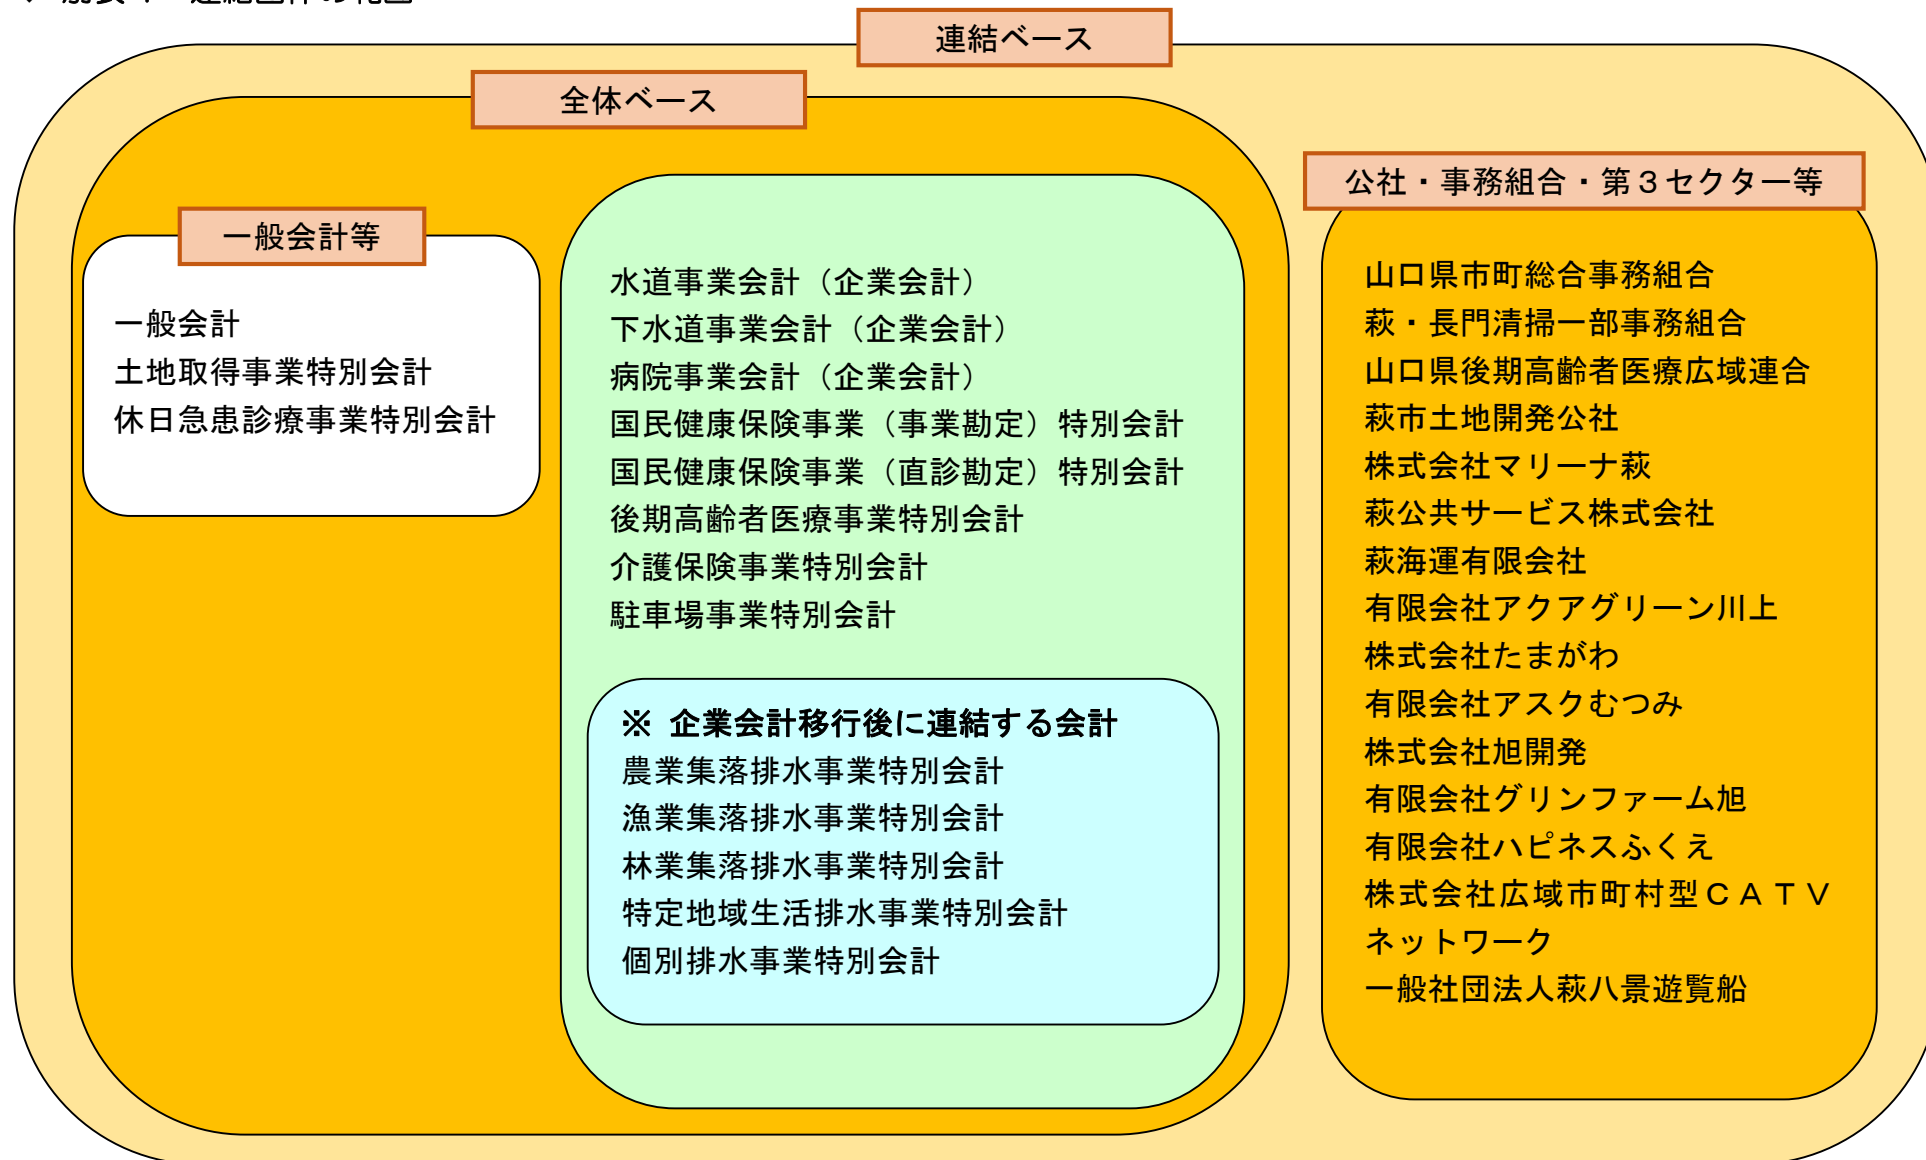 連結ベース
全体ベース
公社・事務組合・第３セクター等
一般会計等
一般会計
土地取得事業特別会計
休日急患診療事業特別会計
水道事業会計（企業会計）
下水道事業会計（企業会計）
病院事業会計（企業会計）
国民健康保険事業（事業勘定）特別会計
国民健康保険事業（直診勘定）特別会計
後期高齢者医療事業特別会計
介護保険事業特別会計
駐車場事業特別会計
※ 企業会計移行後に連結する会計
農業集落排水事業特別会計
漁業集落排水事業特別会計
林業集落排水事業特別会計
特定地域生活排水事業特別会計
個別排水事業特別会計
山口県市町総合事務組合
萩・長門清掃一部事務組合
山口県後期高齢者医療広域連合
萩市土地開発公社
株式会社マリーナ萩
萩公共サービス株式会社
萩海運有限会社
有限会社アクアグリーン川上
株式会社たまがわ
有限会社アスクむつみ
株式会社旭開発
有限会社グリンファーム旭
有限会社ハピネスふくえ
株式会社広域市町村型ＣＡＴＶ
ネットワーク
一般社団法人萩八景遊覧船